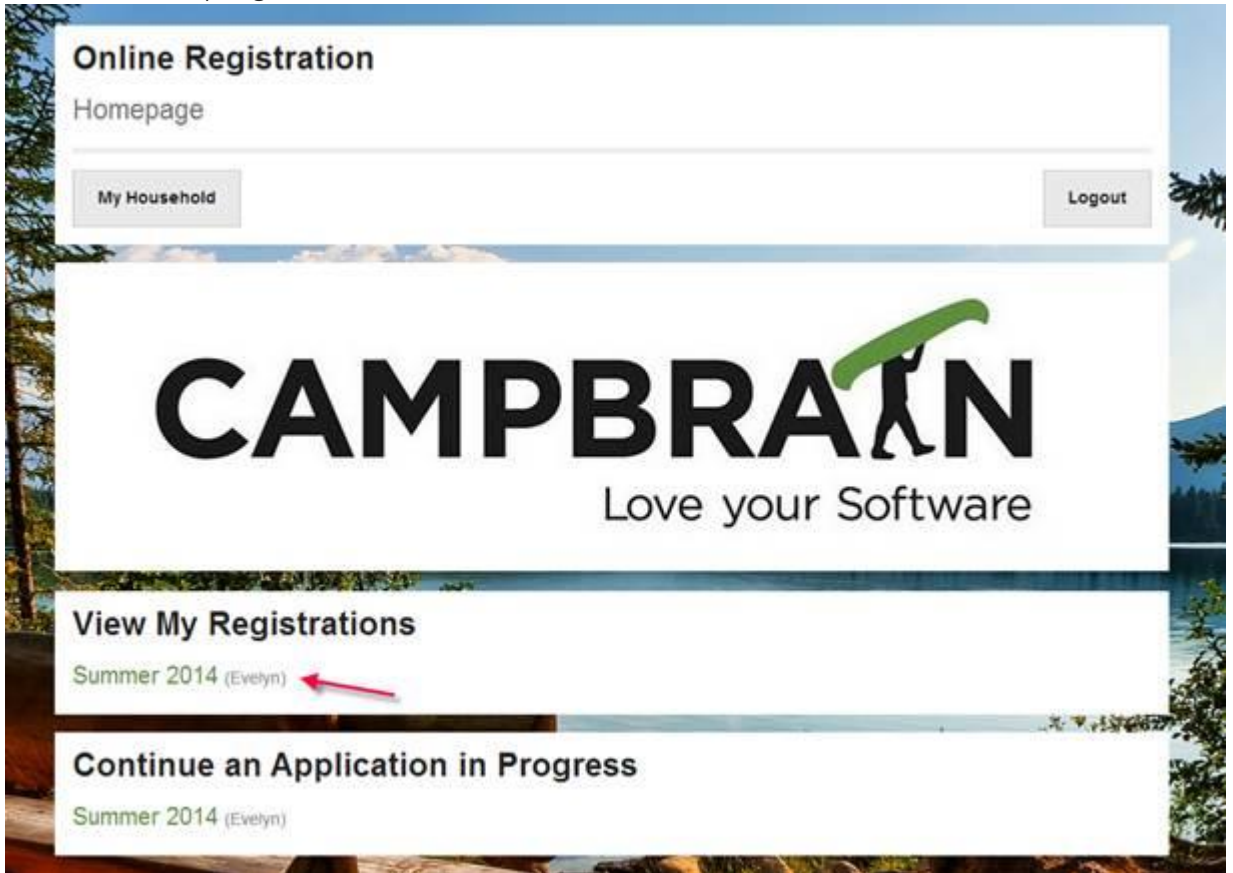 Online Registration
Homepage
My Household
Logout
CAMPBRAIN
Love your Software
View My Registrations
Summer 2014 (Evelyn)
Continue an Application in Progress
Summer 2014 (Evelyn)